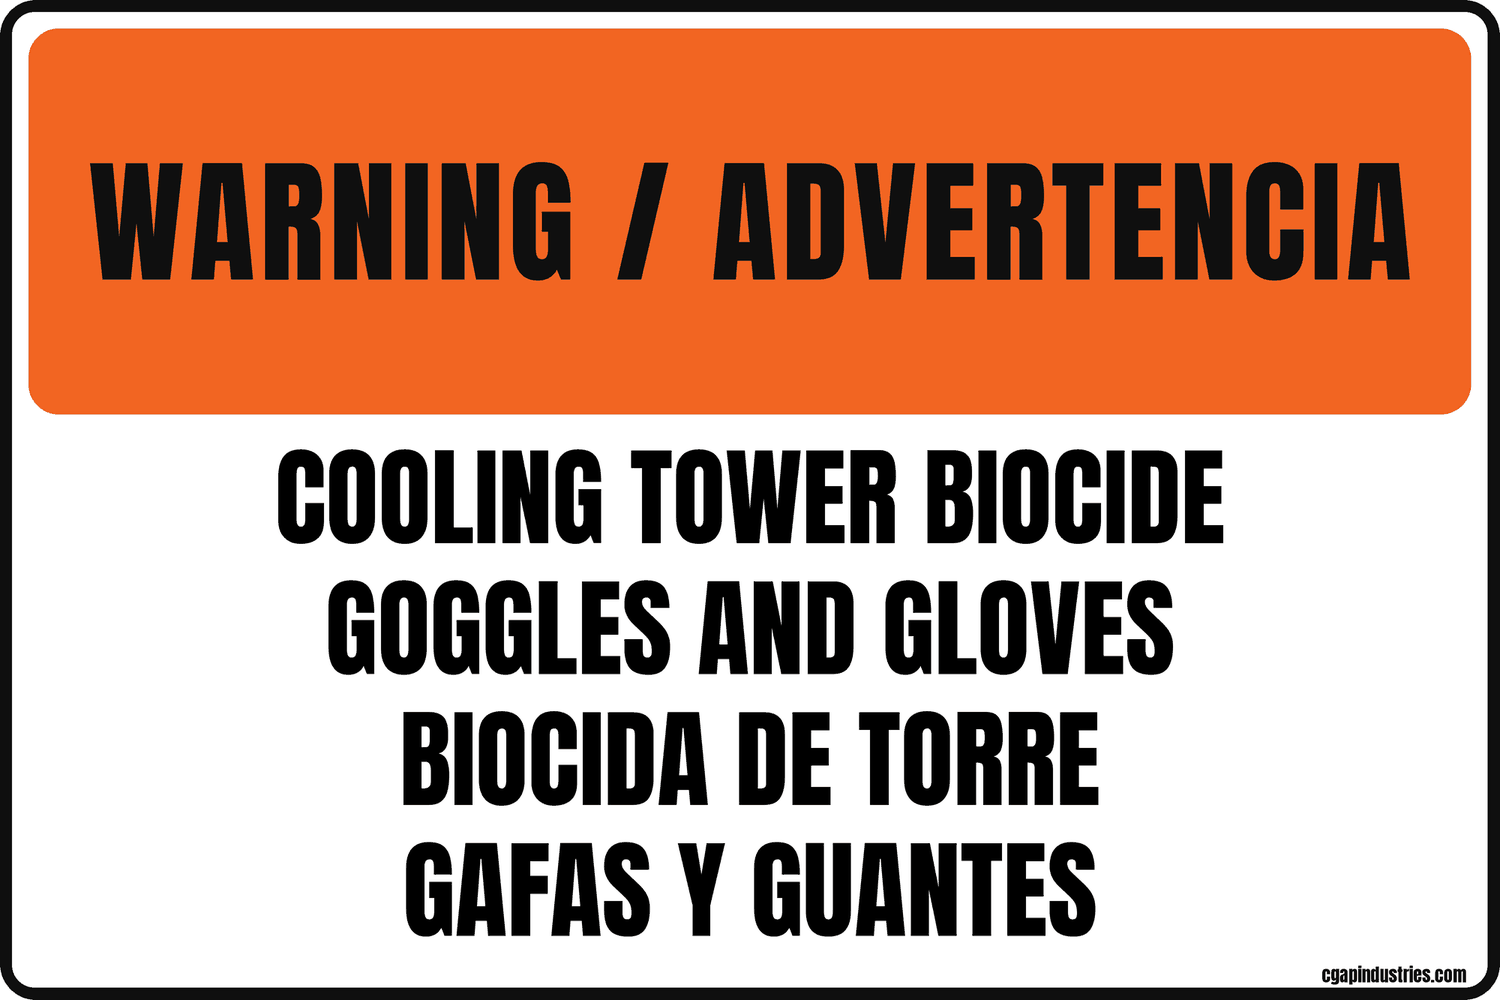 WARNING / ADVERTENCIA
COOLING TOWER BIOCIDE
GOGGLES AND GLOVES
BIOCIDA DE TORRE
GAFAS Y GUANTES
cgapindustries.com